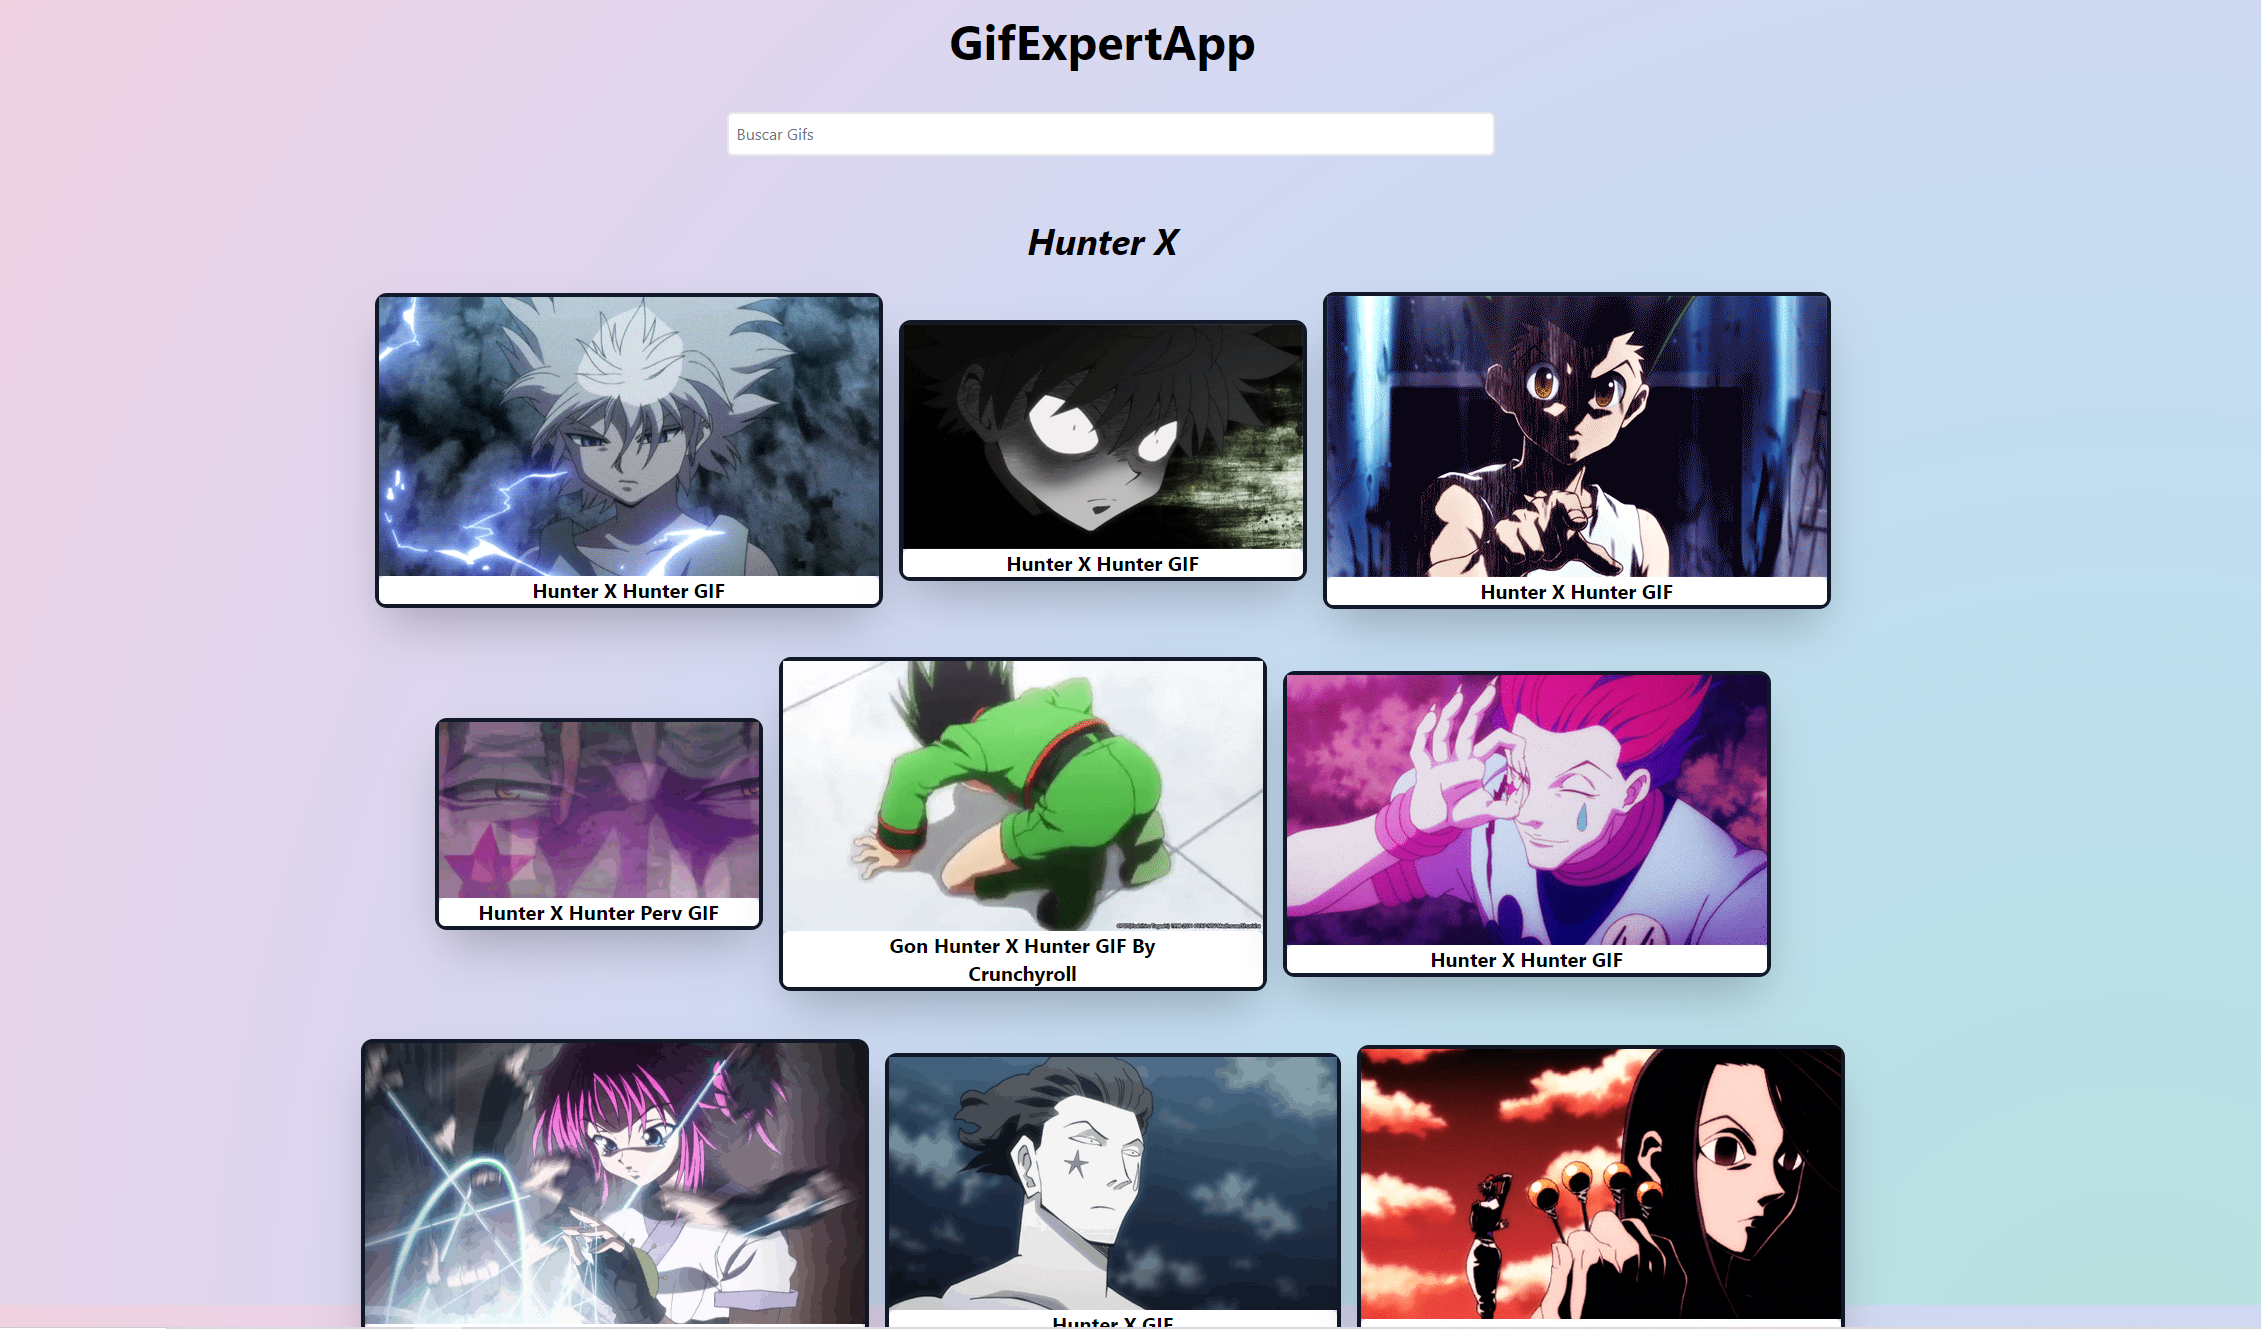 GifExpertApp
Buscar Gifs
Hunter X
Hunter X Hunter GIF
Hunter X Hunter GIF
Hunter X Hunter GIF
Hunter X Hunter Perv GIF
Gon Hunter X Hunter GIF By
Crunchyroll
Hunter X Hunter GIF
Hunter X GIF